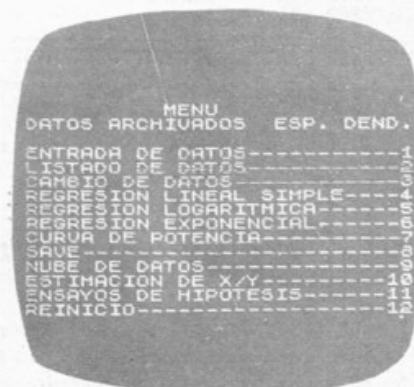 MENU
DATOS ARCHIVADOS ESP. DEND.
ENTRADA DE DATOS----------------1
LISTADO DE DATOS----------------2
CAMBIO DE DATOS-----------------3
REGRESION LINEAL SIMPLE----4
REGRESION LOGARITMICA------5
REGRESION EXPONENCIAL------6
CURVA DE POTENCIA------------7
SAVE--------------------------8
NUBE DE DATOS----------------9
ESTIMACION DE X/Y-----------10
ENSAYOS DE HIPOTESIS-------11
REINICIO---------------------12